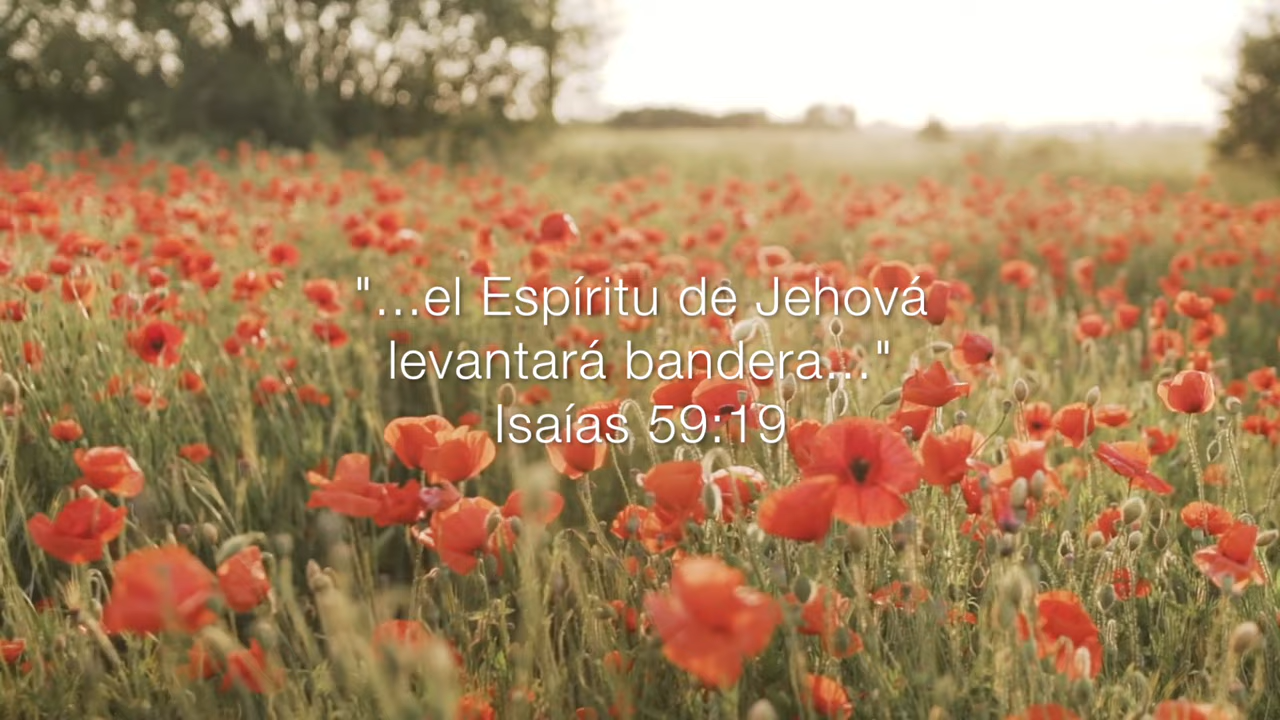 "...el Espíritu de Jehová
levantará bandera..."
Isaías 59:19